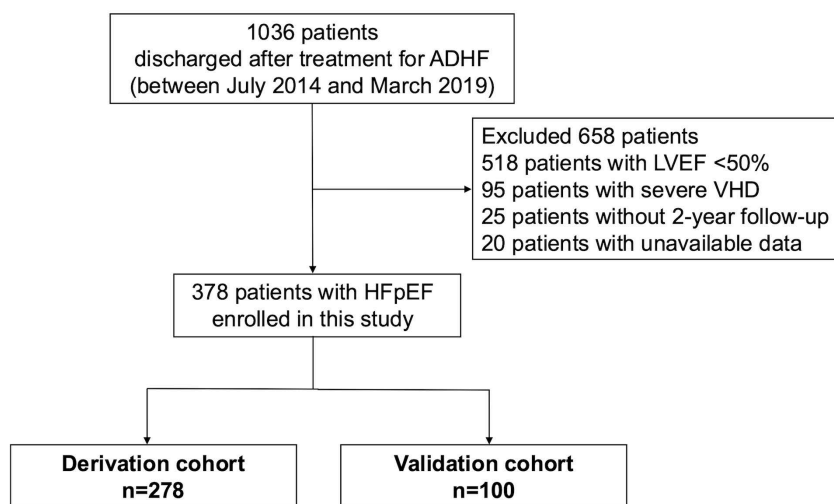 1036 patients
discharged after treatment for ADHF
(between July 2014 and March 2019)
Excluded 658 patients
518 patients with LVEF <50%
95 patients with severe VHD
25 patients without 2-year follow-up
20 patients with unavailable data
378 patients with HFpEF
enrolled in this study
Derivation cohort
n=278
Validation cohort
n=100